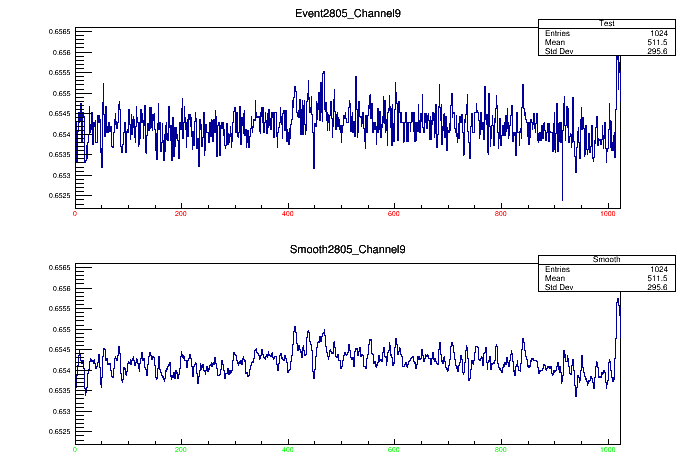 Event2805_Channel9
Test
Entries 1024
Mean 511.5
Std Dev 295.6
0.6565
0.656
0.6555
0.655
0.6545
0.654
0.6535
0.653
0.6525
0 200 400 600 800 1000
Smooth2805_Channel9
Smooth
Entries 1024
Mean 511.5
Std Dev 295.6
0.6565
0.656
0.6555
0.655
0.6545
0.654
0.6535
0.653
0.6525
0 200 400 600 800 1000